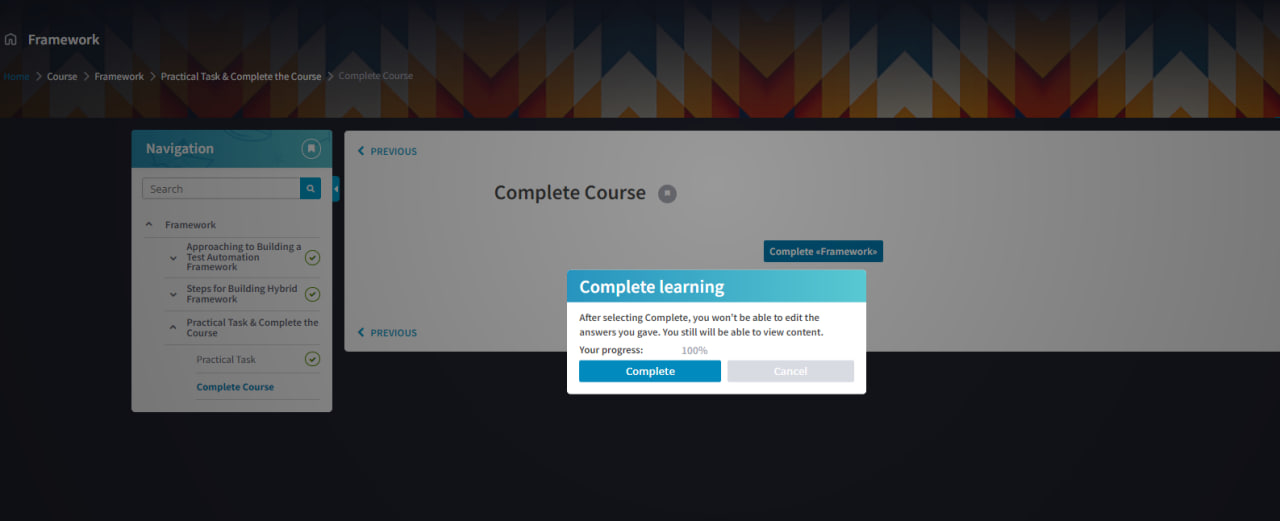 Framework
Home > Course > Framework > Practical Task & Complete the Course > Complete Course
Navigation
Search
Framework
Approaching to Building a
Test Automation
Framework
Steps for Building Hybrid
Framework
Practical Task & Complete the
Course
Practical Task
Complete Course
PREVIOUS
Complete Course
Complete «Framework»
Complete learning
After selecting Complete, you won't be able to edit the
answers you gave. You still will be able to view content.
Your progress: 100%
Complete Cancel
PREVIOUS